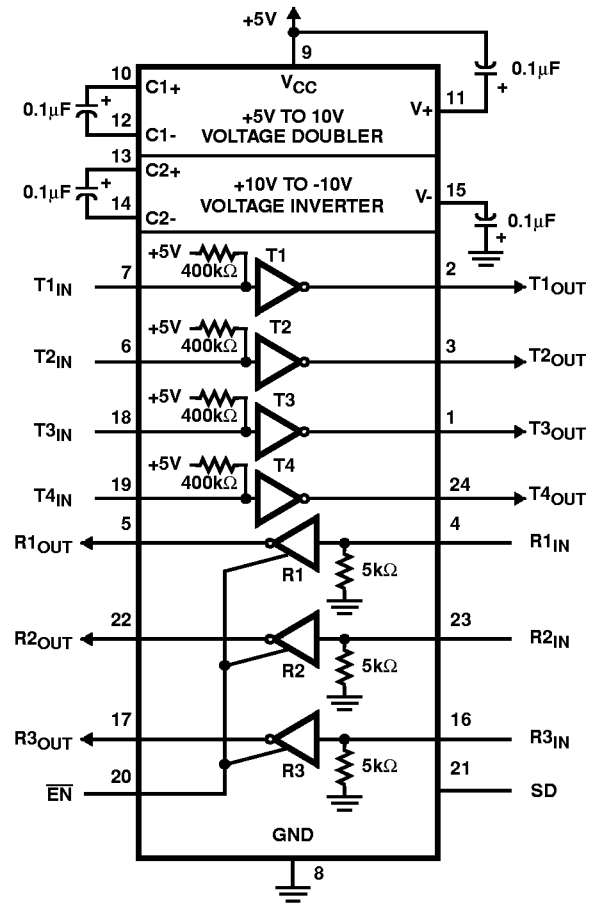 +5V
9
10
0.1µF
+
12
C1+
C1-
VCC
+5V TO 10V
VOLTAGE DOUBLER
V+
11
0.1µF
+
13
0.1µF
+
14
C2+
C2-
+10V TO -10V
VOLTAGE INVERTER
V-
15
0.1µF
+
T1IN
7
+5V
400kΩ
T1
2
T1OUT
T2IN
6
+5V
400kΩ
T2
3
T2OUT
T3IN
18
+5V
400kΩ
T3
1
T3OUT
T4IN
19
+5V
400kΩ
T4
24
T4OUT
R1OUT
5
R1
5kΩ
4
R1IN
R2OUT
22
R2
5kΩ
23
R2IN
R3OUT
17
R3
5kΩ
16
R3IN
E̅N̅
20
21
SD
GND
8